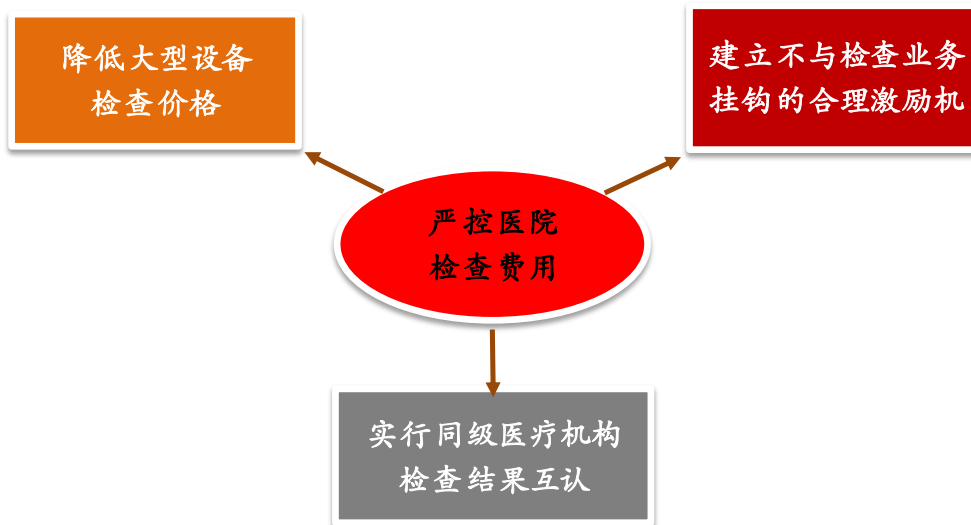 降低大型设备
检查价格
建立不与检查业务
挂钩的合理激励机
严控医院
检查费用
实行同级医疗机构
检查结果互认